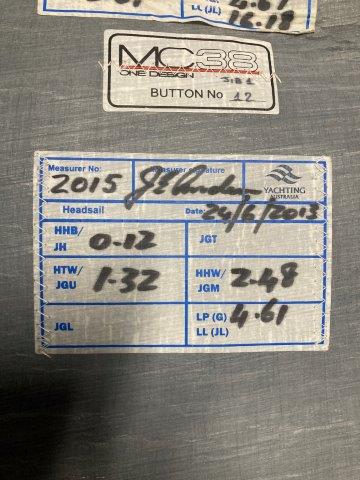 LL (JL) 16.18
MC38
ONE DESIGN
BUTTON No 12
Measurer No: Measurer signature
2015
YACHTING
AUSTRALIA
Headsail Date: 24/6/2013
HHB/
JH 0-12 JGT
HTW/
JGU 1-32 HHW/
JGM 2-48
JGL LP (G) 4.61
LL (JL)